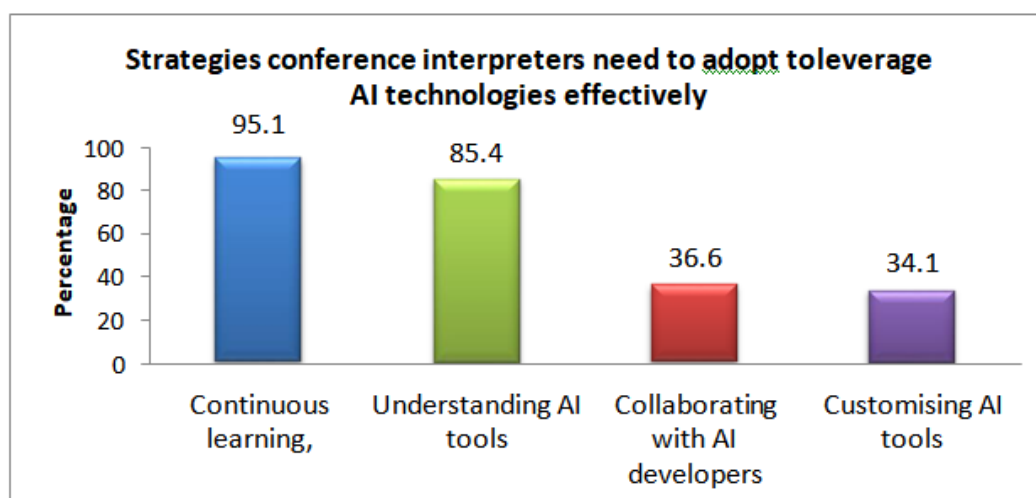 Strategies conference interpreters need to adopt toleverage
AI technologies effectively
Percentage
100
80
60
40
20
0
95.1
85.4
36.6
34.1
Continuous
learning,
Understanding AI
tools
Collaborating
with AI
developers
Customising AI
tools